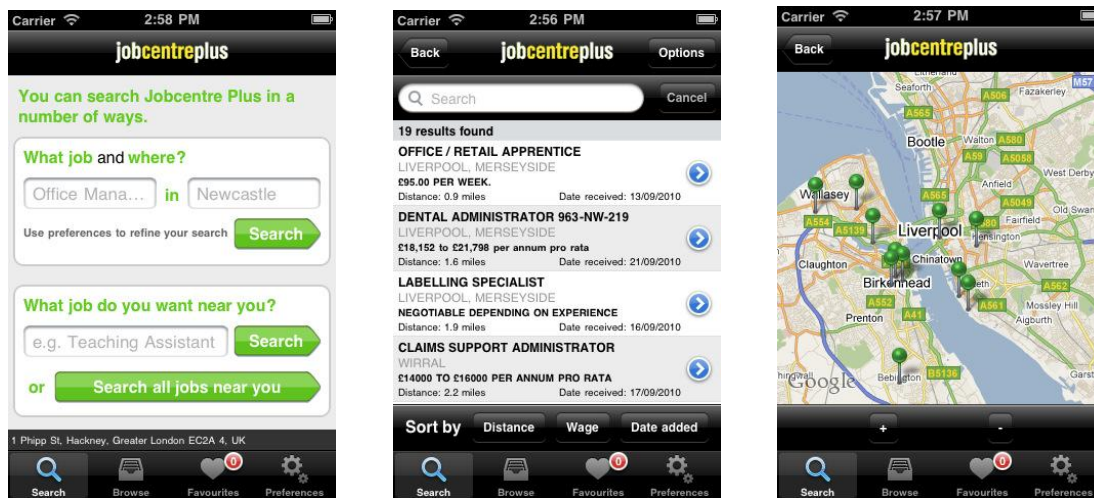 Carrier 2:58 PM
jobcentreplus
You can search Jobcentre Plus in a
number of ways.
What job and where?
Office Mana... in Newcastle
Use preferences to refine your search Search
What job do you want near you?
e.g. Teaching Assistant Search
or Search all jobs near you
1 Phipp St, Hackney, Greater London EC2A 4, UK
0
Search Browse Favourites Preferences
Carrier 2:56 PM
Back jobcentreplus Options
Search Cancel
19 results found
OFFICE / RETAIL APPRENTICE
LIVERPOOL, MERSEYSIDE
£95.00 PER WEEK.
Distance: 0.9 miles Date received: 13/09/2010
DENTAL ADMINISTRATOR 963-NW-219
LIVERPOOL, MERSEYSIDE
£18,152 to £21,798 per annum pro rata
Distance: 1.6 miles Date received: 21/09/2010
LABELLING SPECIALIST
LIVERPOOL, MERSEYSIDE
NEGOTIABLE DEPENDING ON EXPERIENCE
Distance: 1.9 miles Date received: 16/09/2010
CLAIMS SUPPORT ADMINISTRATOR
WIRRAL
£14000 TO £16000 PER ANNUM PRO RATA
Distance: 2.2 miles Date received: 17/09/2010
Sort by Distance Wage Date added
0
Search Browse Favourites Preferences
Carrier 2:57 PM
Back jobcentreplus
M57
Seaforth A506 Fazakerley
A565
Bootle Walton A580
A59 A5058
West Derby
Anfield
Wallasey A565 A5049
Old Swan
A554 Fairfield
A5139 Liverpool Kensington
Claughton Chinatown Wavertree
Birkenhead A562
A552 A561 Mossley Hill
Prenton A41 Aigburth
Google Bebington B5136 Garst
+ -
0
Search Browse Favourites Preferences